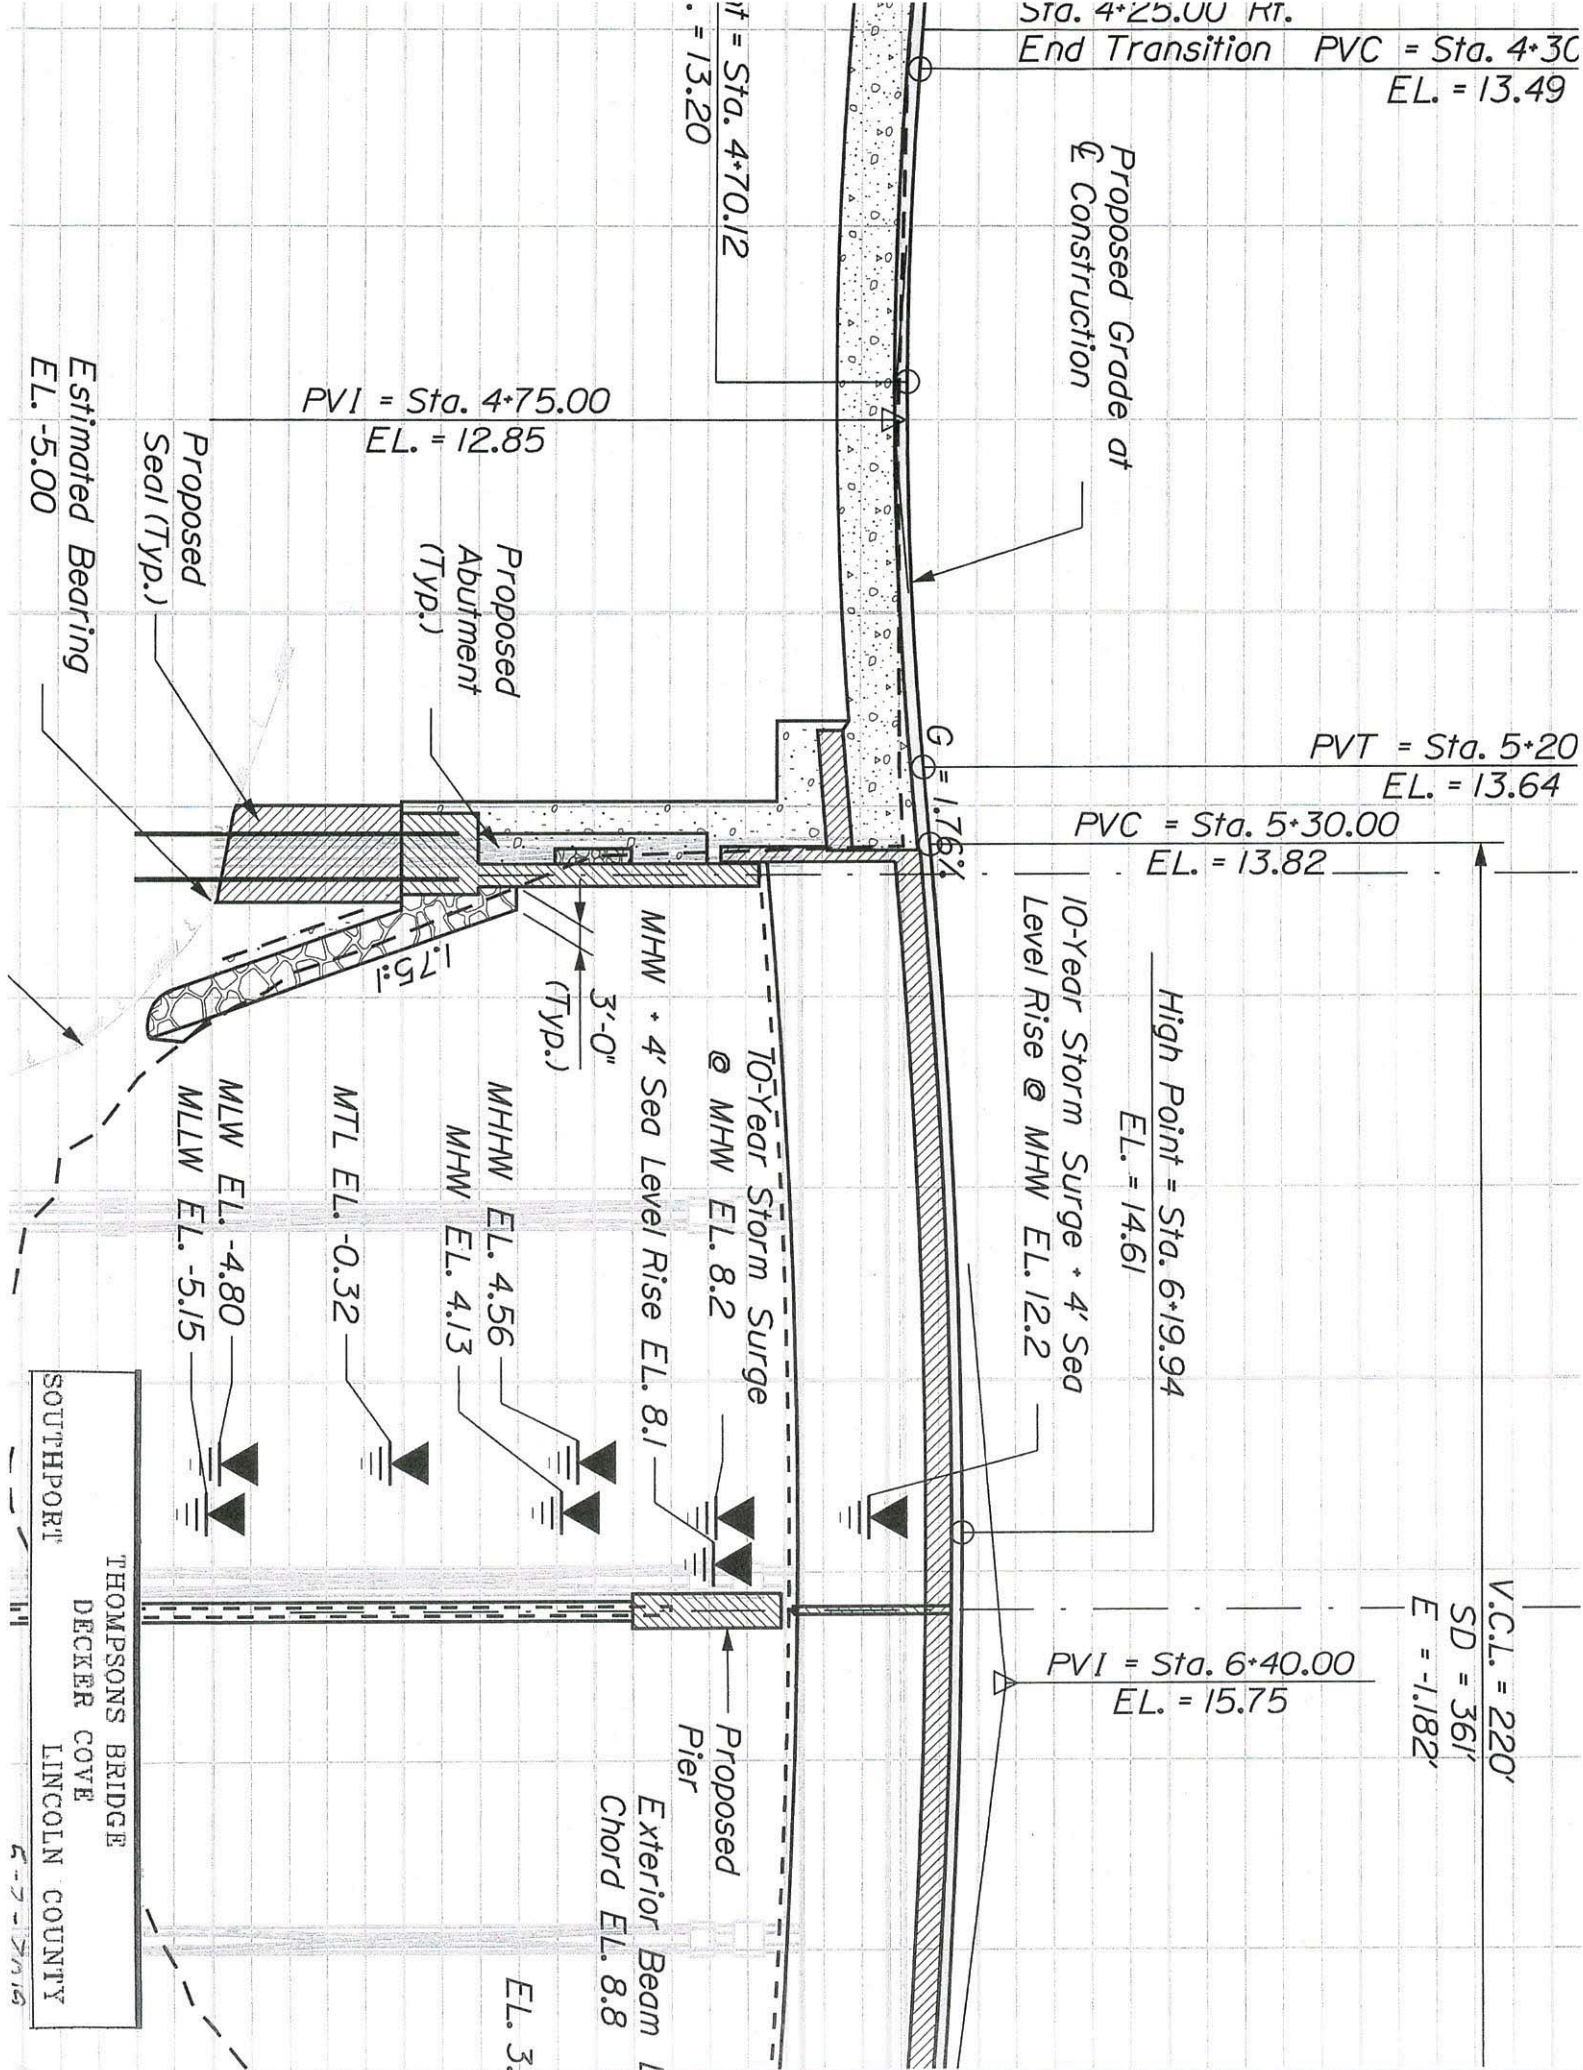 Sta. 4+25.00 Rt.
End Transition
PVC = Sta. 4+30
EL. = 13.49
nt = Sta. 4+70.12
. = 13.20
Proposed Grade at
℄ Construction
PVI = Sta. 4+75.00
EL. = 12.85
Estimated Bearing
EL. -5.00
Proposed
Seal (Typ.)
Proposed
Abutment
(Typ.)
G = 1.76%
PVT = Sta. 5+20
EL. = 13.64
PVC = Sta. 5+30.00
EL. = 13.82
1.75:1
3'-0"
(Typ.)
High Point = Sta. 6+19.94
EL. = 14.61
10-Year Storm Surge + 4' Sea
Level Rise @ MHW EL. 12.2
10-Year Storm Surge
@ MHW EL. 8.2
MHW + 4' Sea Level Rise EL. 8.1
MHHW EL. 4.56
MHW EL. 4.13
MTL EL. -0.32
MLW EL. -4.80
MLLW EL. -5.15
V.C.L. = 220'
SD = 361'
E = -1.182'
PVI = Sta. 6+40.00
EL. = 15.75
Proposed
Pier
Exterior Beam
Chord EL. 8.8
EL. 3.
THOMPSONS BRIDGE
DECKER COVE
SOUTHPORT LINCOLN COUNTY